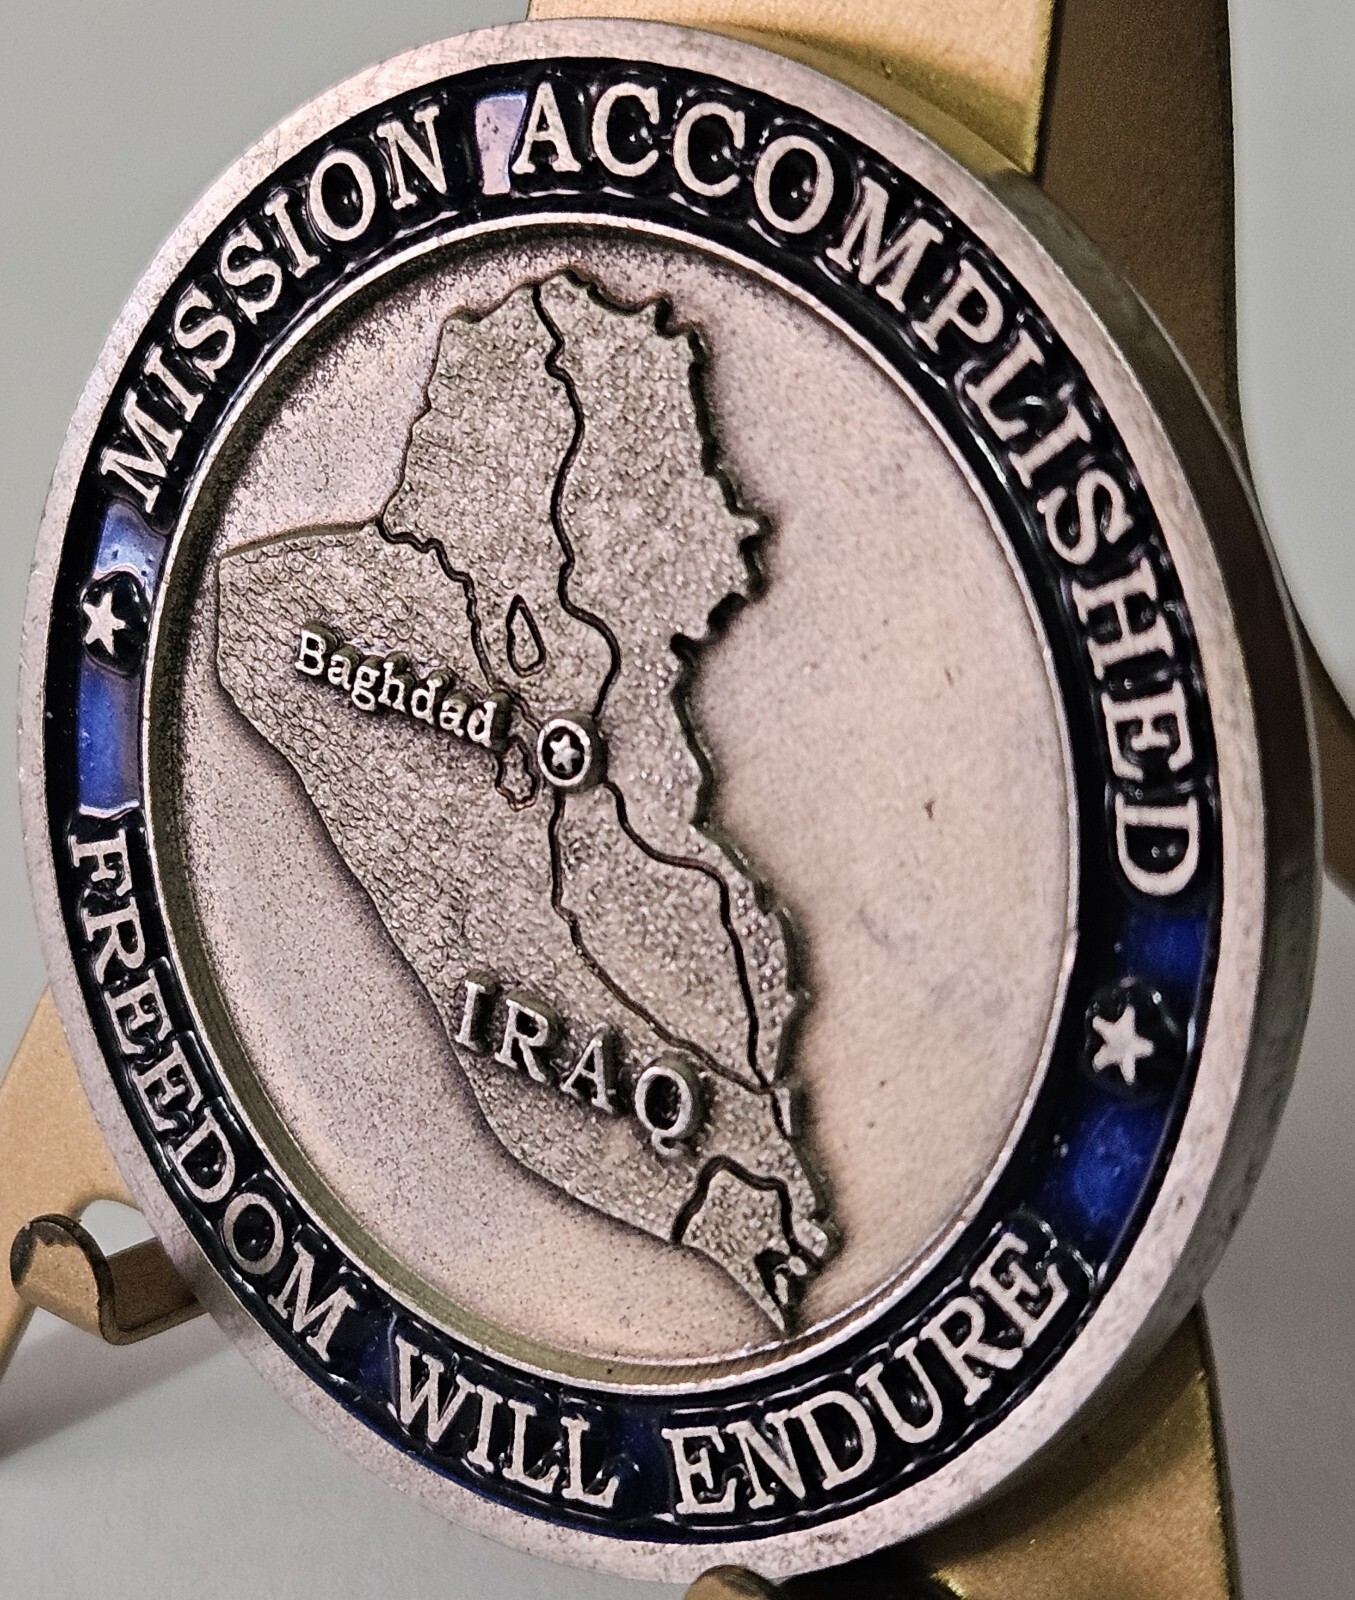 MISSION ACCOMPLISHED
Baghdad
IRAQ
FREEDOM WILL ENDURE